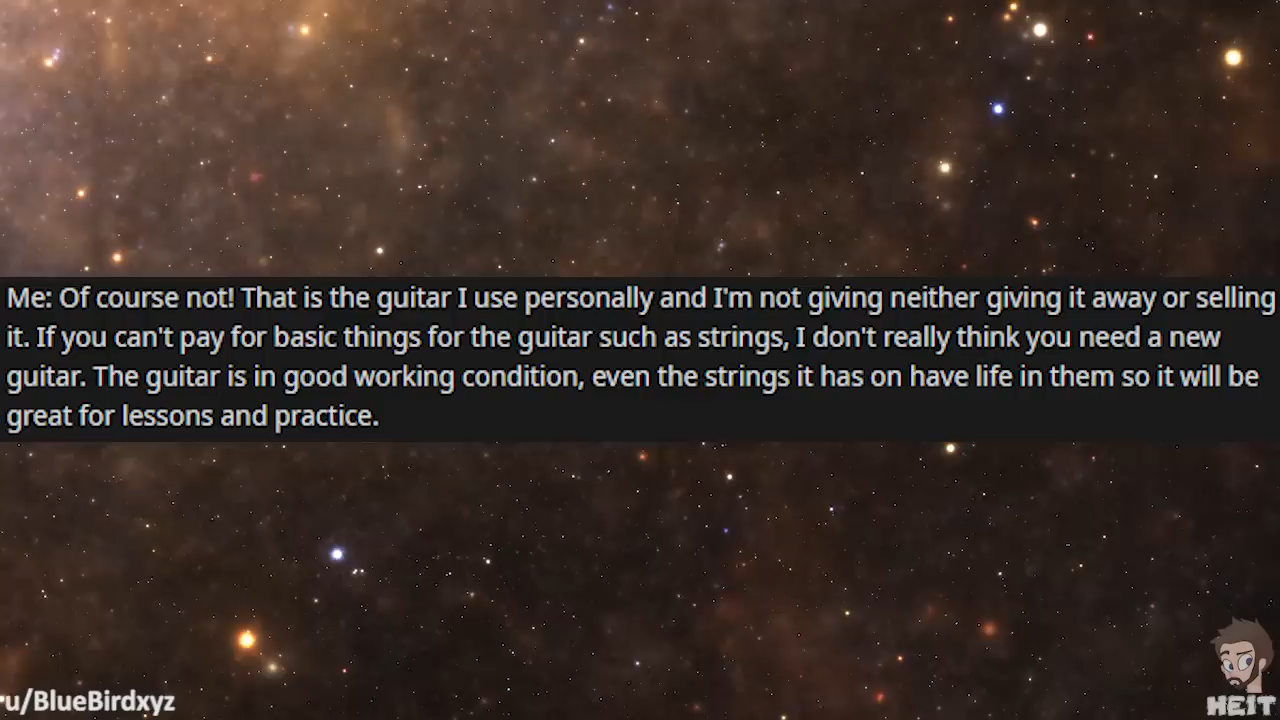 Me: Of course not! That is the guitar I use personally and I'm not giving neither giving it away or selling
it. If you can't pay for basic things for the guitar such as strings, I don't really think you need a new
guitar. The guitar is in good working condition, even the strings it has on have life in them so it will be
great for lessons and practice.
u/BlueBirdxyz
HEIT